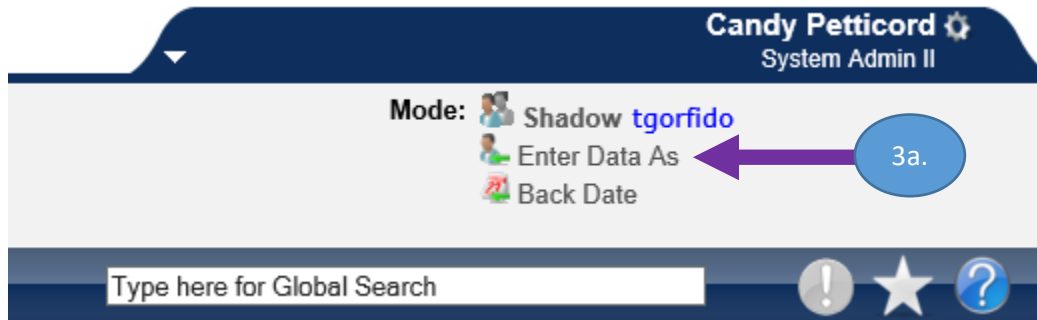 Candy Petticord
System Admin II
Mode: Shadow tgorfido
Enter Data As
3a.
Back Date
Type here for Global Search